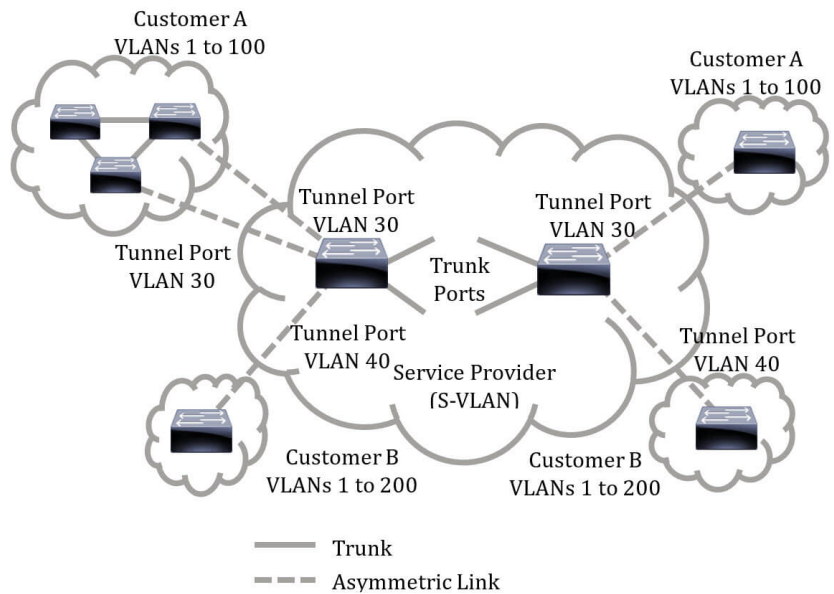 Customer A
VLANs 1 to 100
Customer A
VLANs 1 to 100
Tunnel Port
VLAN 30
Tunnel Port
VLAN 30
Tunnel Port
VLAN 30
Trunk
Ports
Tunnel Port
VLAN 40
Tunnel Port
VLAN 40
Service Provider
(S-VLAN)
Customer B
VLANs 1 to 200
Customer B
VLANs 1 to 200
Trunk
Asymmetric Link